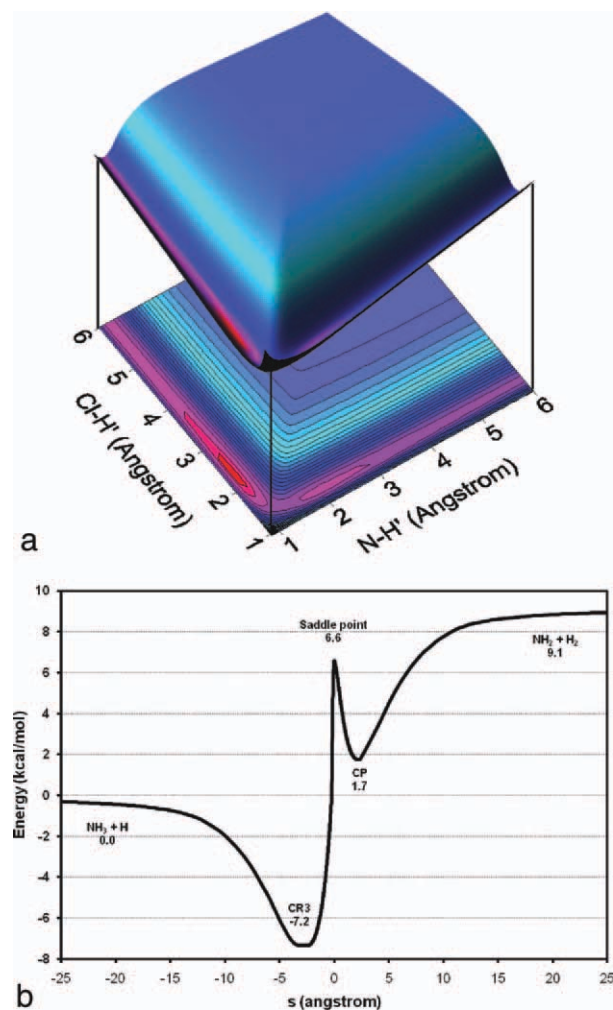 6
5
4
3
2
1
Cl-H' (Angstrom)
1
2
3
4
5
6
N-H' (Angstrom)
a
10
8
6
4
2
0
-2
-4
-6
-8
Energy (kcal/mol)
Saddle point
6.6
NH₂ + H₂
9.1
CP
1.7
NH₃ + H
0.0
CR3
-7.2
-25 -20 -15 -10 -5 0 5 10 15 20 25
s (angstrom)
b